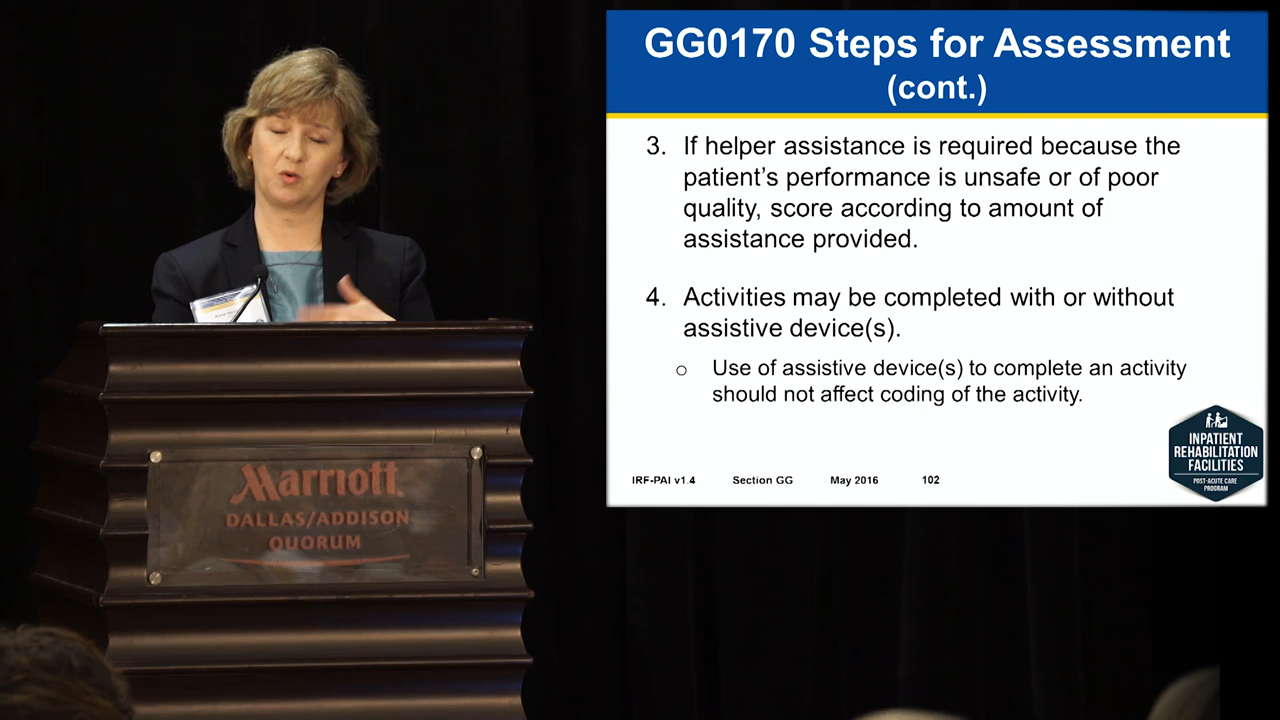 GG0170 Steps for Assessment
(cont.)
3. If helper assistance is required because the
patient's performance is unsafe or of poor
quality, score according to amount of
assistance provided.
4. Activities may be completed with or without
assistive device(s).
o Use of assistive device(s) to complete an activity
should not affect coding of the activity.
INPATIENT
REHABILITATION
FACILITIES
POST-ACUTE CARE
PROGRAM
IRF-PAI v1.4 Section GG May 2016 102
Marriott
DALLAS/ADDISON
QUORUM